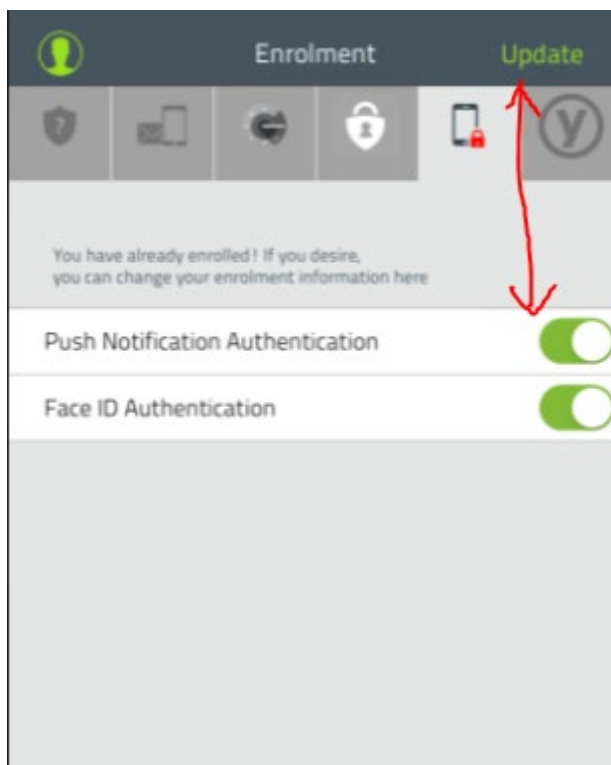 Enrolment
Update
?
y
You have already enrolled! If you desire,
you can change your enrolment information here
Push Notification Authentication
Face ID Authentication